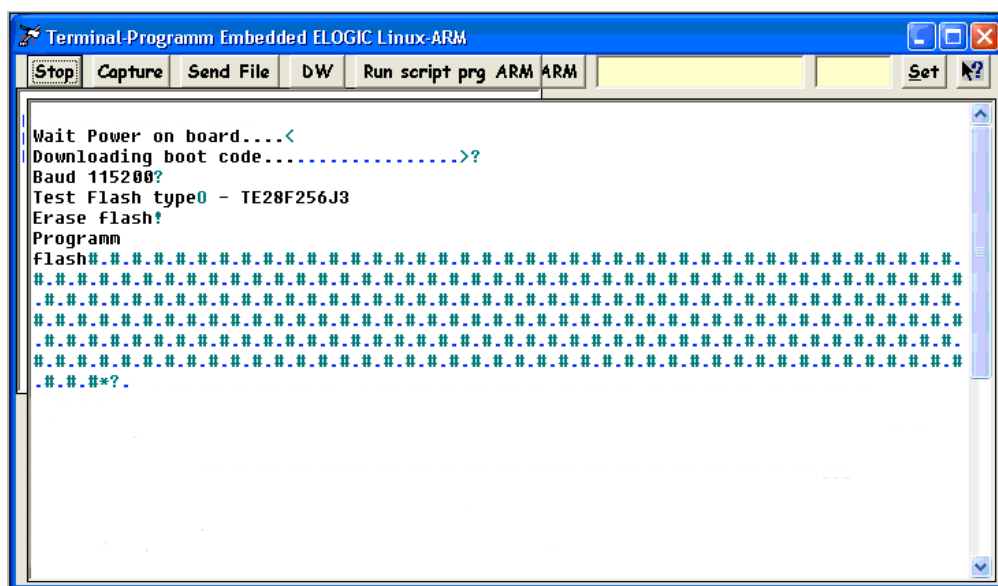 Terminal-Programm Embedded ELOGIC Linux-ARM
Stop Capture Send File DW Run script prg ARM ARM Set
Wait Power on board....<
Downloading boot code..................>?
Baud 115200?
Test Flash type0 - TE28F256J3
Erase flash!
Programm
flash#.#.#.#.#.#.#.#.#.#.#.#.#.#.#.#.#.#.#.#.#.#.#.#.#.#.#.#.#.#.#.#.#.#.#.#.#.#.#.#.
#.#.#.#.#.#.#.#.#.#.#.#.#.#.#.#.#.#.#.#.#.#.#.#.#.#.#.#.#.#.#.#.#.#.#.#.#.#.#.#.#.#.#
.#.#.#.#.#.#.#.#.#.#.#.#.#.#.#.#.#.#.#.#.#.#.#.#.#.#.#.#.#.#.#.#.#.#.#.#.#.#.#.#.#.#.
#.#.#.#.#.#.#.#.#.#.#.#.#.#.#.#.#.#.#.#.#.#.#.#.#.#.#.#.#.#.#.#.#.#.#.#.#.#.#.#.#.#.#
.#.#.#.#.#.#.#.#.#.#.#.#.#.#.#.#.#.#.#.#.#.#.#.#.#.#.#.#.#.#.#.#.#.#.#.#.#.#.#.#.#.#.
#.#.#.#.#.#.#.#.#.#.#.#.#.#.#.#.#.#.#.#.#.#.#.#.#.#.#.#.#.#.#.#.#.#.#.#.#.#.#.#.#.#.#
.#.#.#*?.